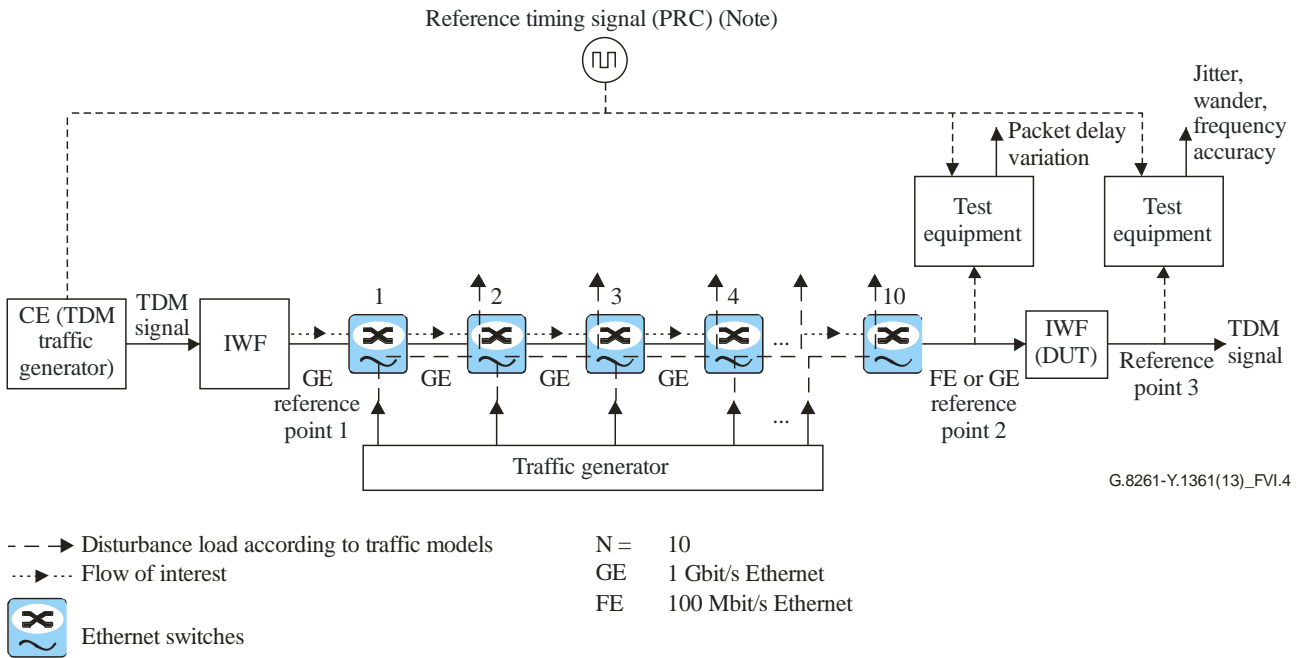 Reference timing signal (PRC) (Note)
Jitter,
wander,
frequency
accuracy
Packet delay
variation
Test
equipment
Test
equipment
CE (TDM
traffic
generator)
TDM
signal
IWF
1
2
3
4
10
...
GE
reference
point 1
GE
GE
GE
FE or GE
reference
point 2
IWF
(DUT)
Reference
point 3
TDM
signal
...
Traffic generator
G.8261-Y.1361(13)_FVI.4
Disturbance load according to traffic models
Flow of interest
Ethernet switches
N = 10
GE 1 Gbit/s Ethernet
FE 100 Mbit/s Ethernet